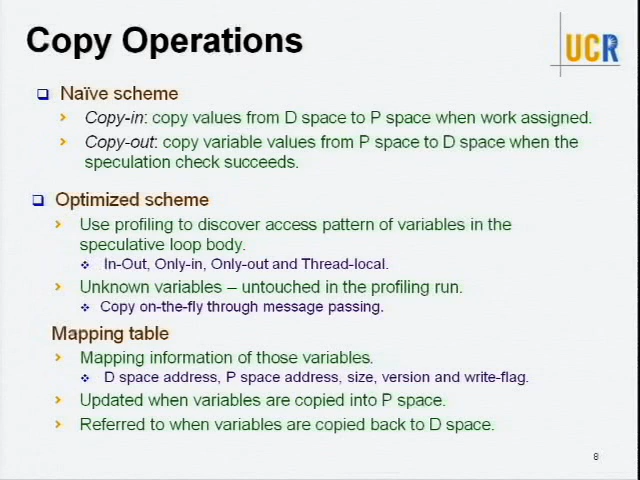 Copy Operations
UCR
Naïve scheme
Copy-in: copy values from D space to P space when work assigned.
Copy-out: copy variable values from P space to D space when the
speculation check succeeds.
Optimized scheme
Use profiling to discover access pattern of variables in the
speculative loop body.
In-Out, Only-in, Only-out and Thread-local.
Unknown variables – untouched in the profiling run.
Copy on-the-fly through message passing.
Mapping table
Mapping information of those variables.
D space address, P space address, size, version and write-flag.
Updated when variables are copied into P space.
Referred to when variables are copied back to D space.
8